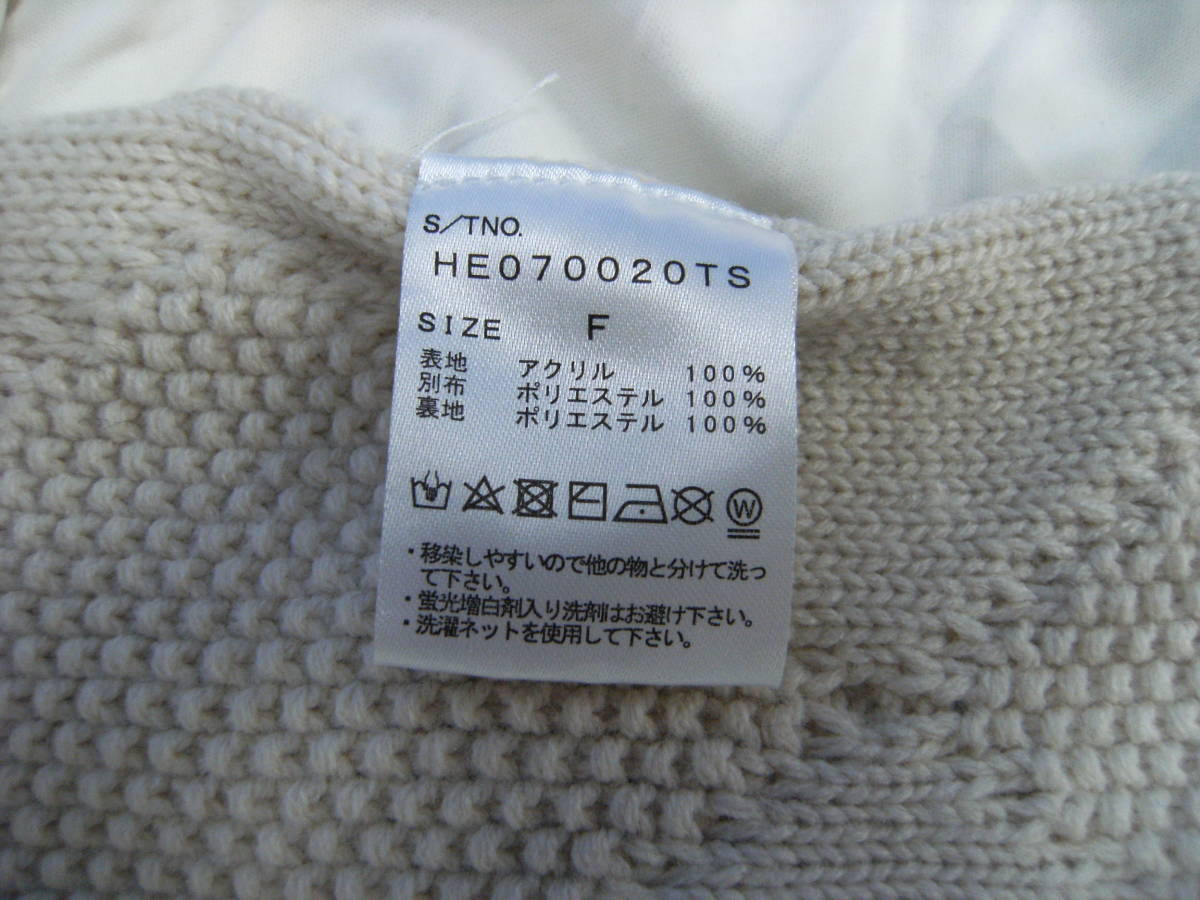 S/TNO.
HE070020TS
SIZE F
表地 アクリル 100%
別布 ポリエステル 100%
裏地 ポリエステル 100%
W
・移染しやすいので他の物と分けて洗っ
て下さい。
・蛍光増白剤入り洗剤はお避け下さい。
・洗濯ネットを使用して下さい。